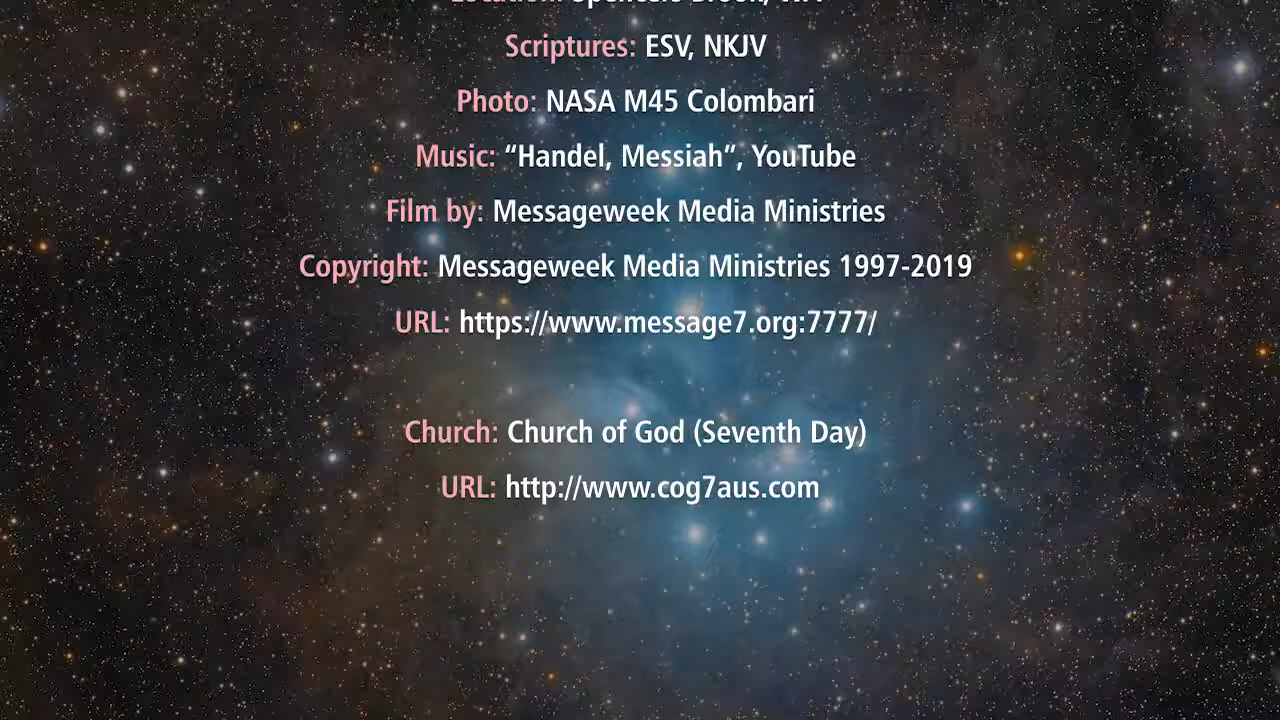 Scriptures: ESV, NKJV
Photo: NASA M45 Colombari
Music: “Handel, Messiah”, YouTube
Film by: Messageweek Media Ministries
Copyright: Messageweek Media Ministries 1997-2019
URL: https://www.message7.org:7777/
Church: Church of God (Seventh Day)
URL: http://www.cog7aus.com